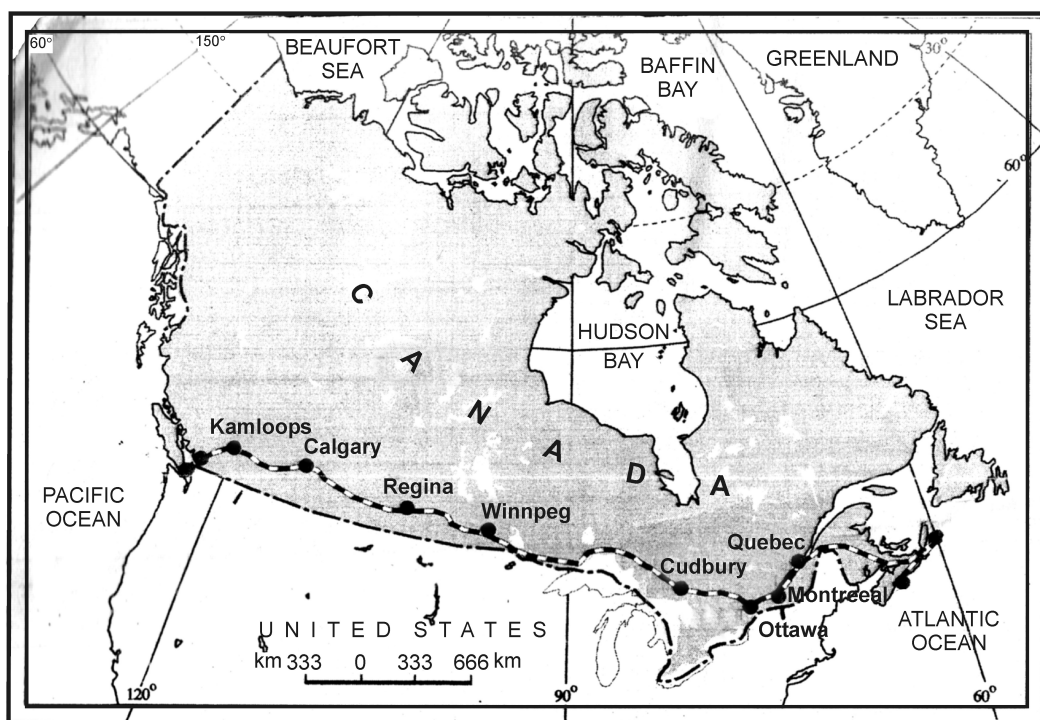 60°
150°
BEAUFORT
SEA
BAFFIN
BAY
GREENLAND
30°
60°
LABRADOR
SEA
HUDSON
BAY
C A N A D A
Kamloops
Calgary
Regina
Winnpeg
PACIFIC
OCEAN
Quebec
Cudbury
Montreeal
Ottawa
ATLANTIC
OCEAN
UNITED STATES
km 333 0 333 666 km
120°
90°
60°